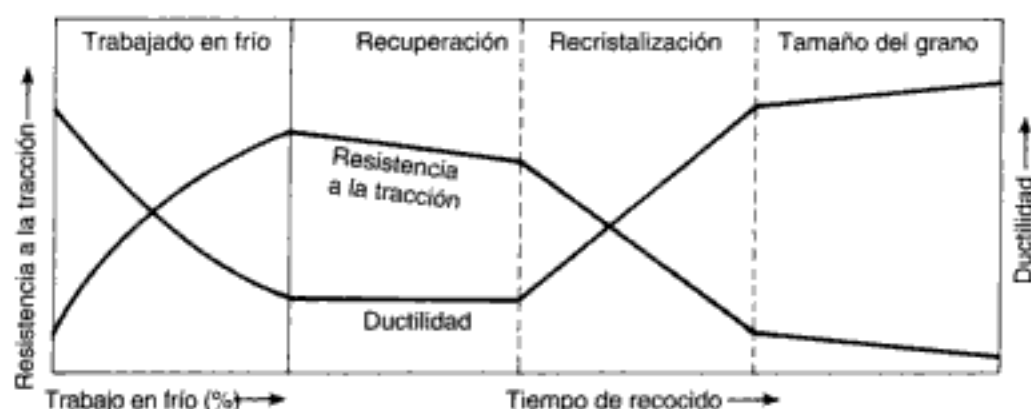 Trabajado en frío
Recuperación
Recristalización
Tamaño del grano
Resistencia a la tracción
Resistencia
a la tracción
Ductilidad
Ductilidad
Trabajo en frío (%)
Tiempo de recocido